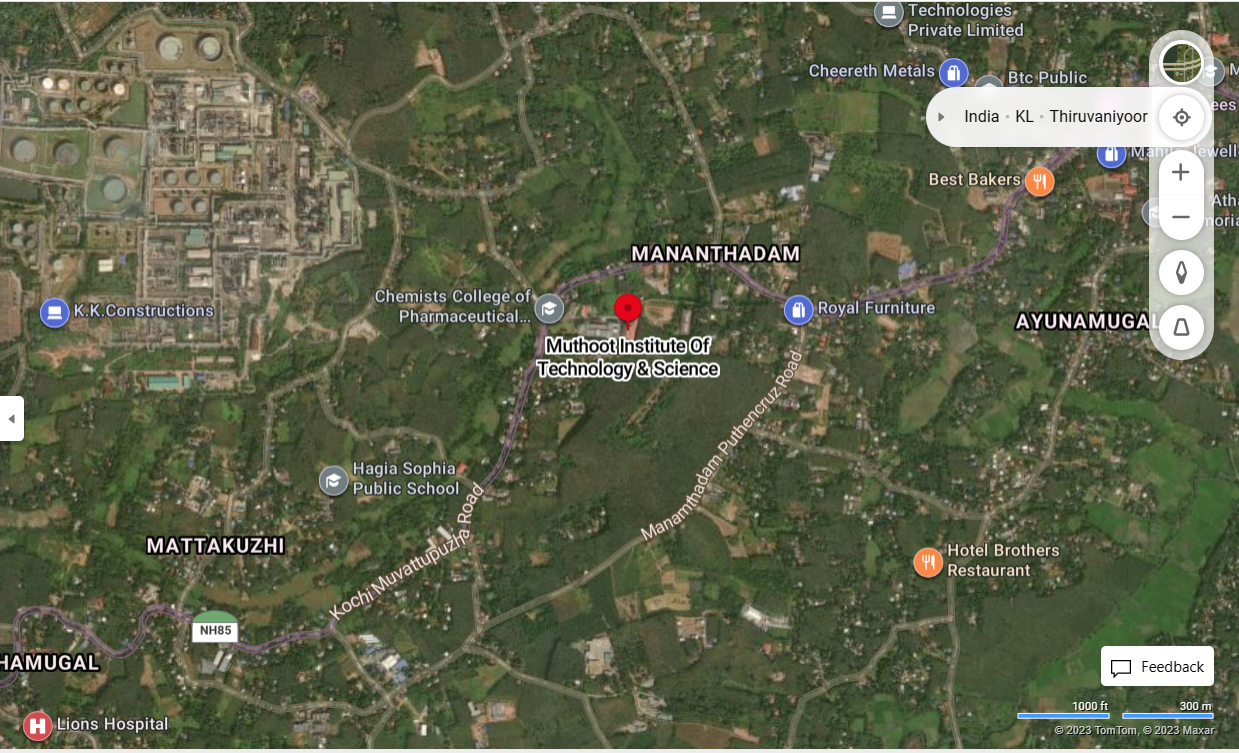 Technologies
Private Limited
Cheereth Metals
Btc Public
India • KL • Thiruvaniyoor
Best Bakers
MANANTHADAM
Chemists College of
Pharmaceutical...
K.K.Constructions
Royal Furniture
AYUNAMUGAL
Muthoot Institute Of
Technology & Science
Manamthadam Puthencruz Road
Hagia Sophia
Public School
Kochi Muvattupuzha Road
MATTAKUZHI
Hotel Brothers
Restaurant
NH85
HAMUGAL
Feedback
Lions Hospital
1000 ft
300 m
© 2023 TomTom, © 2023 Maxar